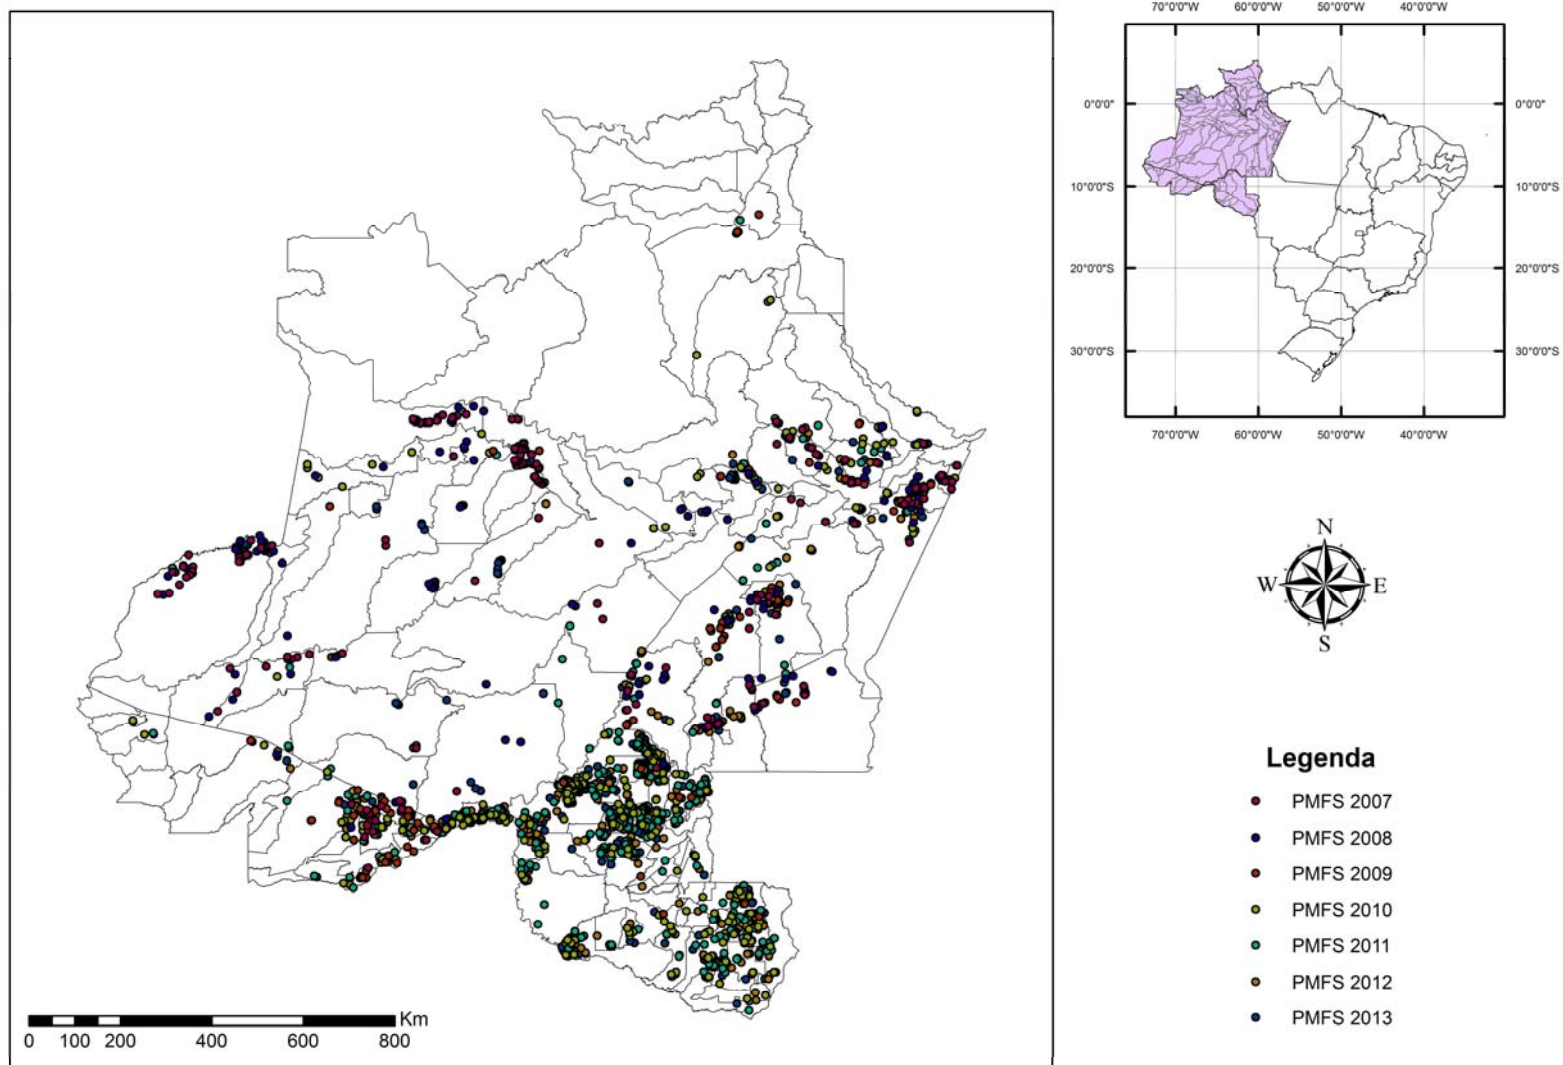 70°0'0"W 60°0'0"W 50°0'0"W 40°0'0"W
0°0'0" 0°0'0"
10°0'0"S 10°0'0"S
20°0'0"S 20°0'0"S
30°0'0"S 30°0'0"S
70°0'0"W 60°0'0"W 50°0'0"W 40°0'0"W
N
W E
S
Legenda
PMFS 2007
PMFS 2008
PMFS 2009
PMFS 2010
PMFS 2011
PMFS 2012
PMFS 2013
Km
0 100 200 400 600 800